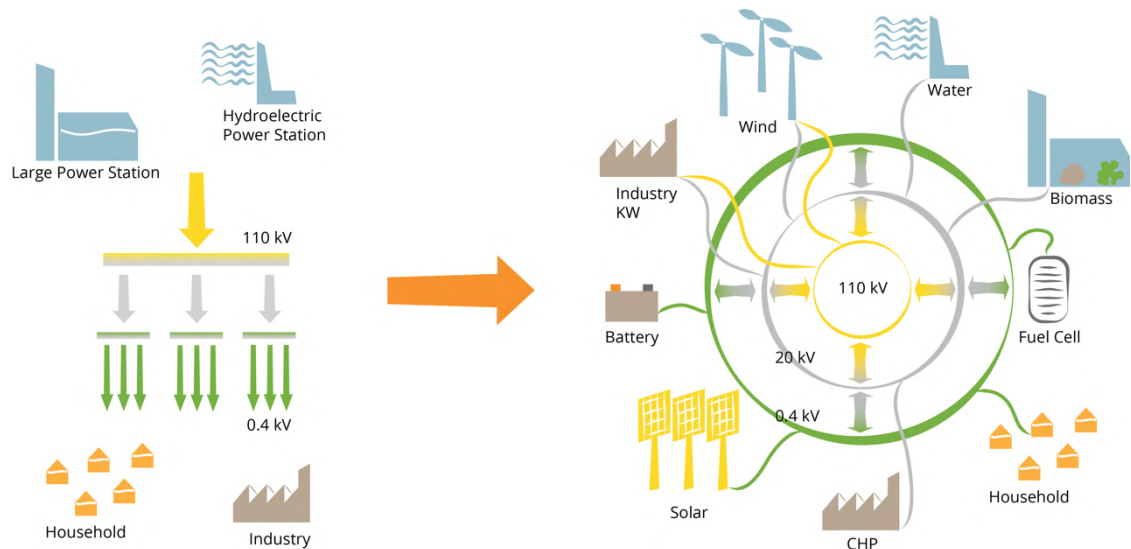 Hydroelectric
Power Station
Large Power Station
110 kV
0.4 kV
Household
Industry
Wind
Water
Industry
KW
Biomass
110 kV
Battery
Fuel Cell
20 kV
0.4 kV
Solar
Household
CHP